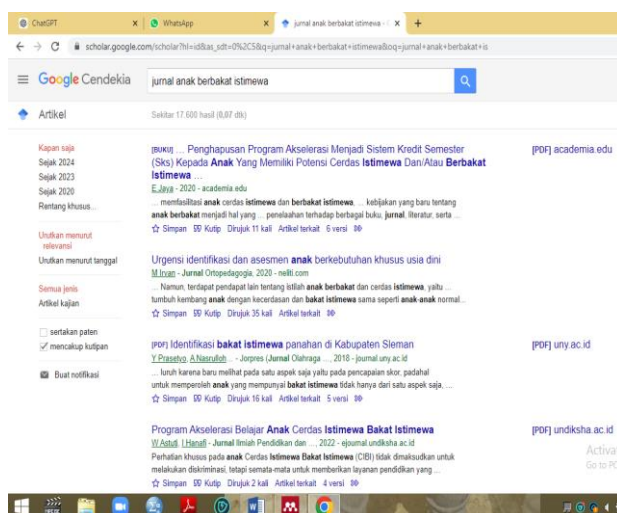 ChatGPT
WhatsApp
jurnal anak berbakat istimewa -
scholar.google.com/scholar?hl=id&as_sdt=0%2C5&q=jurnal+anak+berbakat+istimewa&oq=jurnal+anak+berbakat+is
Google Cendekia
jurnal anak berbakat istimewa
Artikel
Sekitar 17.600 hasil (0,07 dtk)
Kapan saja
Sejak 2024
Sejak 2023
Sejak 2020
Rentang khusus...
Urutkan menurut
relevansi
Urutkan menurut tanggal
Semua jenis
Artikel kajian
sertakan paten
mencakup kutipan
Buat notifikasi
[BUKU] ... Penghapusan Program Akselerasi Menjadi Sistem Kredit Semester
(Sks) Kepada Anak Yang Memiliki Potensi Cerdas Istimewa Dan/Atau Berbakat
Istimewa ...
E Jaya - 2020 - academia.edu
... memfasilitasi anak cerdas istimewa dan berbakat istimewa, ... kebijakan yang baru tentang
anak berbakat menjadi hal yang ... penelaahan terhadap berbagai buku, jurnal, literatur, serta ...
Simpan Kutip Dirujuk 11 kali Artikel terkait 6 versi
[PDF] academia.edu
Urgensi identifikasi dan asesmen anak berkebutuhan khusus usia dini
M Irvan - Jurnal Ortopedagogia, 2020 - neliti.com
... Namun, terdapat pendapat lain tentang istilah anak berbakat dan cerdas istimewa, yaitu ...
tumbuh kembang anak dengan kecerdasan dan bakat istimewa sama seperti anak-anak normal...
Simpan Kutip Dirujuk 35 kali Artikel terkait
[PDF] Identifikasi bakat istimewa panahan di Kabupaten Sleman
Y Prasetyo, A Nasrulloh... - Jorpres (Jurnal Olahraga ..., 2018 - journal.uny.ac.id
... luruh karena baru melihat pada satu aspek saja yaitu pada pencapaian skor, padahal
untuk memperoleh anak yang mempunyai bakat istimewa tidak hanya dari satu aspek saja, ...
Simpan Kutip Dirujuk 16 kali Artikel terkait 5 versi
[PDF] uny.ac.id
Program Akselerasi Belajar Anak Cerdas Istimewa Bakat Istimewa
W Astuti, I Hanafi - Jurnal Ilmiah Pendidikan dan ..., 2022 - ejournal.undiksha.ac.id
Perhatian khusus pada anak Cerdas Istimewa Bakat Istimewa (CIBI) tidak dimaksudkan untuk
melakukan diskriminasi, tetapi semata-mata untuk memberikan layanan pendidikan yang ...
Simpan Kutip Dirujuk 2 kali Artikel terkait 4 versi
[PDF] undiksha.ac.id
Activa
Go to PC